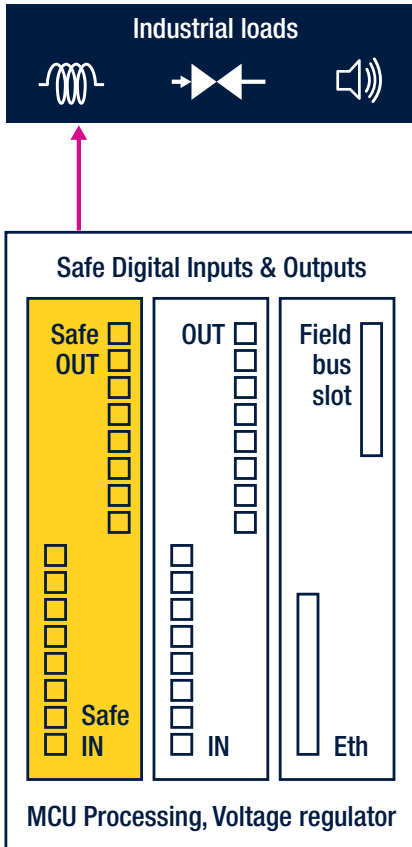 Industrial loads
Safe Digital Inputs & Outputs
Safe
OUT
Safe
IN
OUT
IN
Field
bus
slot
Eth
MCU Processing, Voltage regulator